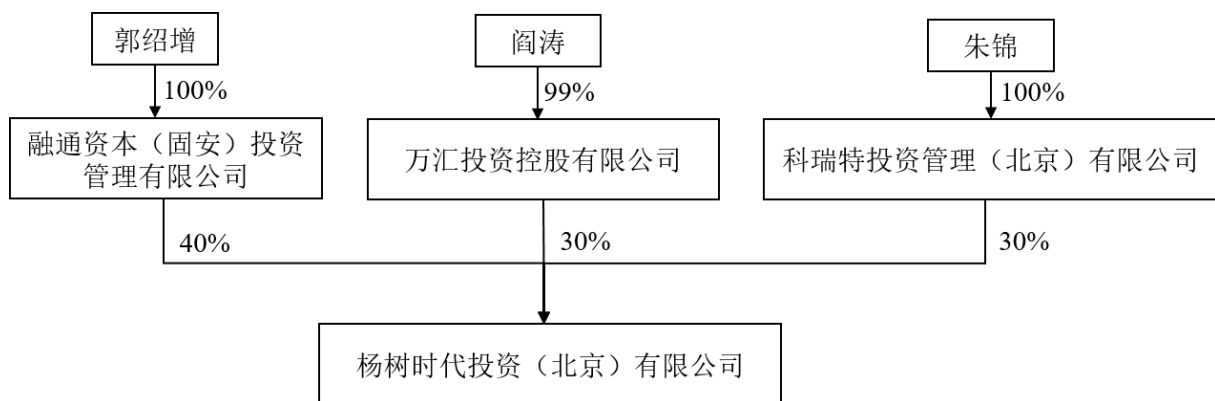 郭绍增
阎涛
朱锦
100%
99%
100%
融通资本（固安）投资
管理有限公司
万汇投资控股有限公司
科瑞特投资管理（北京）有限公司
40%
30%
30%
杨树时代投资（北京）有限公司